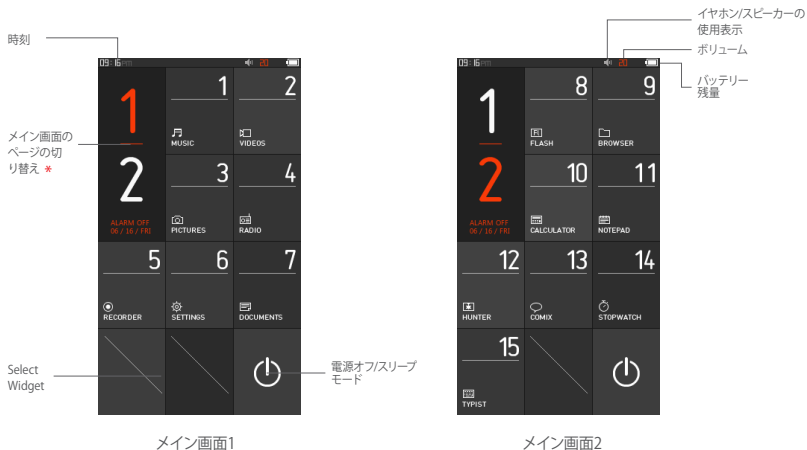 時刻
メイン画面の
ページの切
り替え *
Select
Widget
09:16 PM
20
1
2
ALARM OFF
06 / 16 / FRI
1
MUSIC
2
VIDEOS
3
PICTURES
4
RADIO
5
RECORDER
6
SETTINGS
7
DOCUMENTS
電源オフ/スリープ
モード
メイン画面1
イヤホン/スピーカーの
使用表示
ボリューム
バッテリー
残量
09:16 PM
20
1
2
ALARM OFF
06 / 16 / FRI
8
FLASH
9
BROWSER
10
CALCULATOR
11
NOTEPAD
12
HUNTER
13
COMIX
14
STOPWATCH
15
TYPIST
メイン画面2